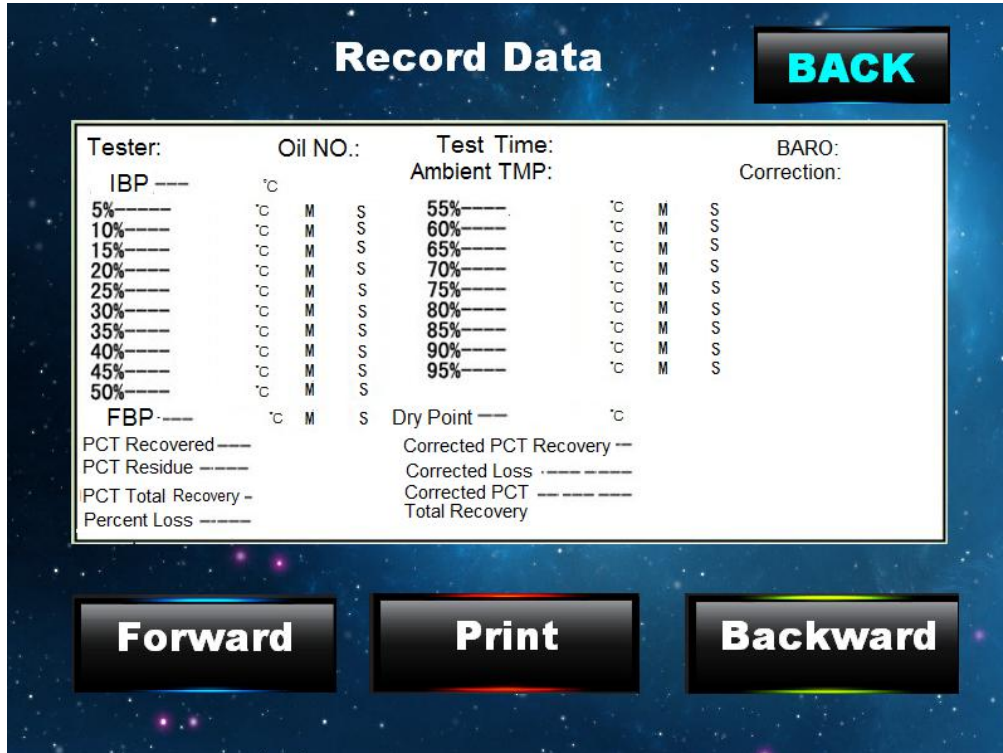 Record Data
BACK
Tester: Oil NO.: Test Time: BARO:
Ambient TMP: Correction:
IBP ---- °C
5%----- °C M S 55%----- °C M S
10%---- °C M S 60%---- °C M S
15%---- °C M S 65%---- °C M S
20%---- °C M S 70%---- °C M S
25%---- °C M S 75%---- °C M S
30%---- °C M S 80%---- °C M S
35%---- °C M S 85%---- °C M S
40%---- °C M S 90%---- °C M S
45%---- °C M S 95%---- °C M S
50%---- °C M S
FBP ---- °C M S Dry Point --- °C
PCT Recovered ---- Corrected PCT Recovery --
PCT Residue ----- Corrected Loss --------
PCT Total Recovery - Corrected PCT --------
Percent Loss ----- Total Recovery
Forward
Print
Backward